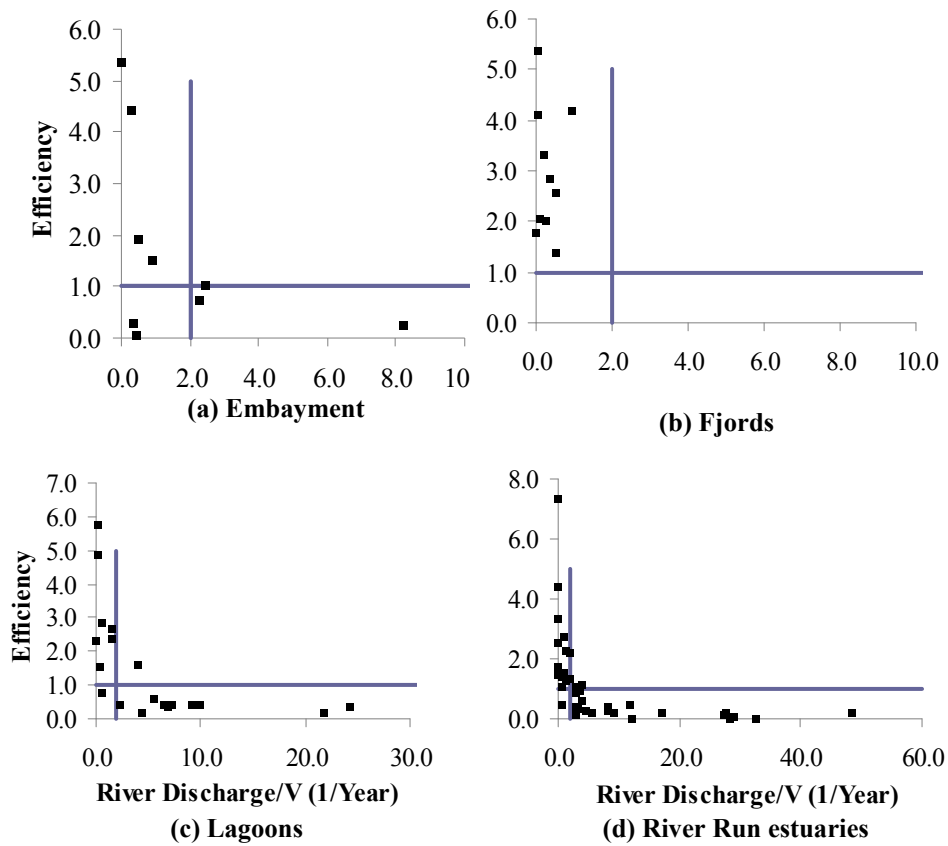 6.0
5.0
4.0
3.0
2.0
1.0
0.0
Efficiency
0.0 2.0 4.0 6.0 8.0 10
(a) Embayment
6.0
5.0
4.0
3.0
2.0
1.0
0.0
0.0 2.0 4.0 6.0 8.0 10.0
(b) Fjords
7.0
6.0
5.0
4.0
3.0
2.0
1.0
0.0
Efficiency
0.0 10.0 20.0 30.0
River Discharge/V (1/Year)
(c) Lagoons
8.0
6.0
4.0
2.0
0.0
0.0 20.0 40.0 60.0
River Discharge/V (1/Year)
(d) River Run estuaries